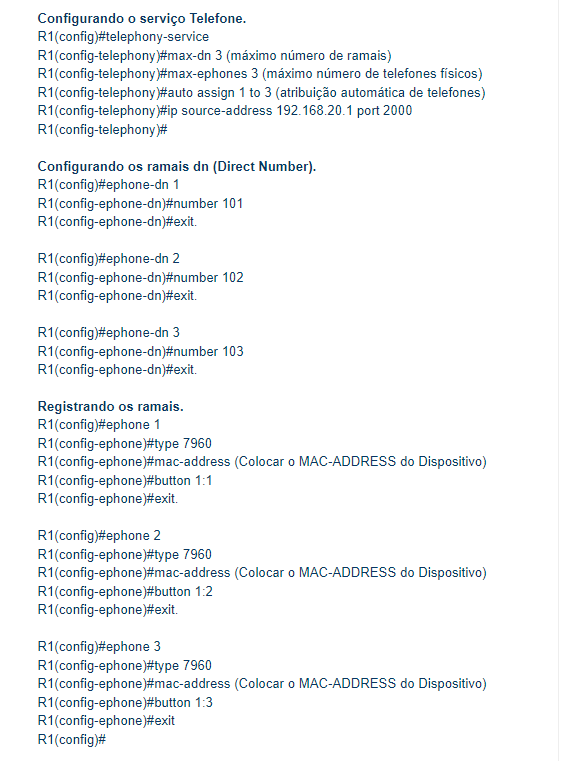 Configurando o serviço Telefone.
R1(config)#telephony-service
R1(config-telephony)#max-dn 3 (máximo número de ramais)
R1(config-telephony)#max-ephones 3 (máximo número de telefones físicos)
R1(config-telephony)#auto assign 1 to 3 (atribuição automática de telefones)
R1(config-telephony)#ip source-address 192.168.20.1 port 2000
R1(config-telephony)#
Configurando os ramais dn (Direct Number).
R1(config)#ephone-dn 1
R1(config-ephone-dn)#number 101
R1(config-ephone-dn)#exit.
R1(config)#ephone-dn 2
R1(config-ephone-dn)#number 102
R1(config-ephone-dn)#exit.
R1(config)#ephone-dn 3
R1(config-ephone-dn)#number 103
R1(config-ephone-dn)#exit.
Registrando os ramais.
R1(config)#ephone 1
R1(config-ephone)#type 7960
R1(config-ephone)#mac-address (Colocar o MAC-ADDRESS do Dispositivo)
R1(config-ephone)#button 1:1
R1(config-ephone)#exit.
R1(config)#ephone 2
R1(config-ephone)#type 7960
R1(config-ephone)#mac-address (Colocar o MAC-ADDRESS do Dispositivo)
R1(config-ephone)#button 1:2
R1(config-ephone)#exit.
R1(config)#ephone 3
R1(config-ephone)#type 7960
R1(config-ephone)#mac-address (Colocar o MAC-ADDRESS do Dispositivo)
R1(config-ephone)#button 1:3
R1(config-ephone)#exit
R1(config)#